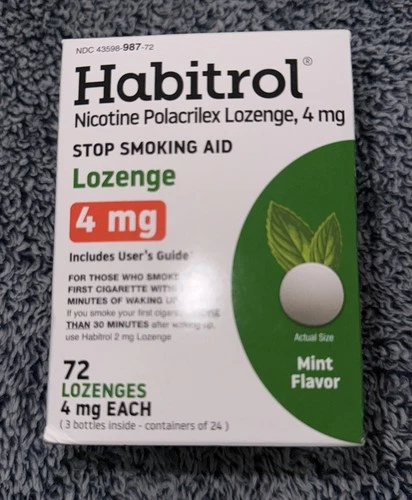 NDC 43598-987-72
Habitrol®
Nicotine Polacrilex Lozenge, 4 mg
STOP SMOKING AID
Lozenge
4 mg
Includes User's Guide
FOR THOSE WHO SMOKE
FIRST CIGARETTE
MINUTES OF WAKING UP
If you smoke your first
THAN 30 MINUTES after waking up,
use Habitrol 2 mg Lozenge
Actual Size
Mint
Flavor
72
LOZENGES
4 mg EACH
(3 bottles inside - containers of 24)